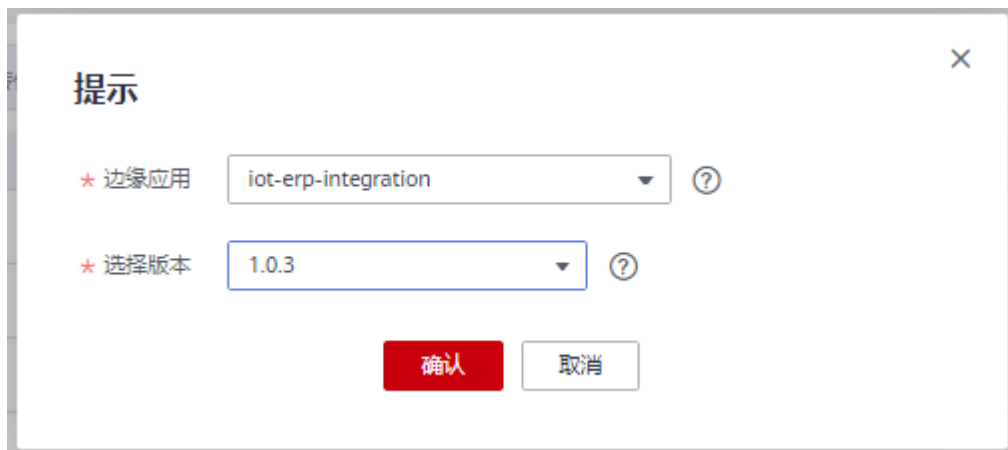 提示
* 边缘应用 iot-erp-integration ?
* 选择版本 1.0.3 ?
确认 取消